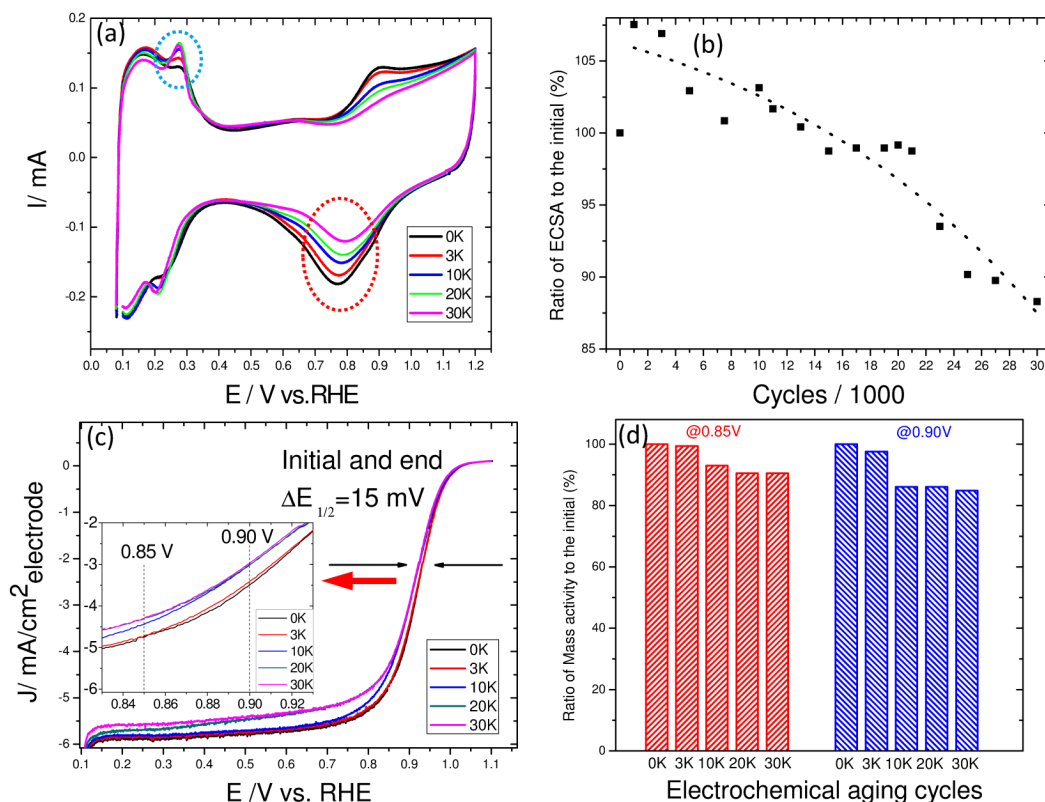 (a)
0.2
0.1
0.0
-0.1
-0.2
I/ mA
0K
3K
10K
20K
30K
0.0 0.1 0.2 0.3 0.4 0.5 0.6 0.7 0.8 0.9 1.0 1.1 1.2
E / V vs.RHE
(b)
105
100
95
90
85
Ratio of ECSA to the initial (%)
0 2 4 6 8 10 12 14 16 18 20 22 24 26 28 30
Cycles / 1000
(c)
0
-1
-2
-3
-4
-5
-6
J/ mA/cm2electrode
Initial and end
ΔE1/2=15 mV
-2
-3
-4
-5
-6
0.85 V
0.90 V
0K
3K
10K
20K
30K
0.84 0.86 0.88 0.90 0.92
0K
3K
10K
20K
30K
0.1 0.2 0.3 0.4 0.5 0.6 0.7 0.8 0.9 1.0 1.1
E /V vs. RHE
(d)
@0.85V
@0.90V
100
80
60
40
20
0
Ratio of Mass activity to the initial (%)
0K 3K 10K 20K 30K
0K 3K 10K 20K 30K
Electrochemical aging cycles